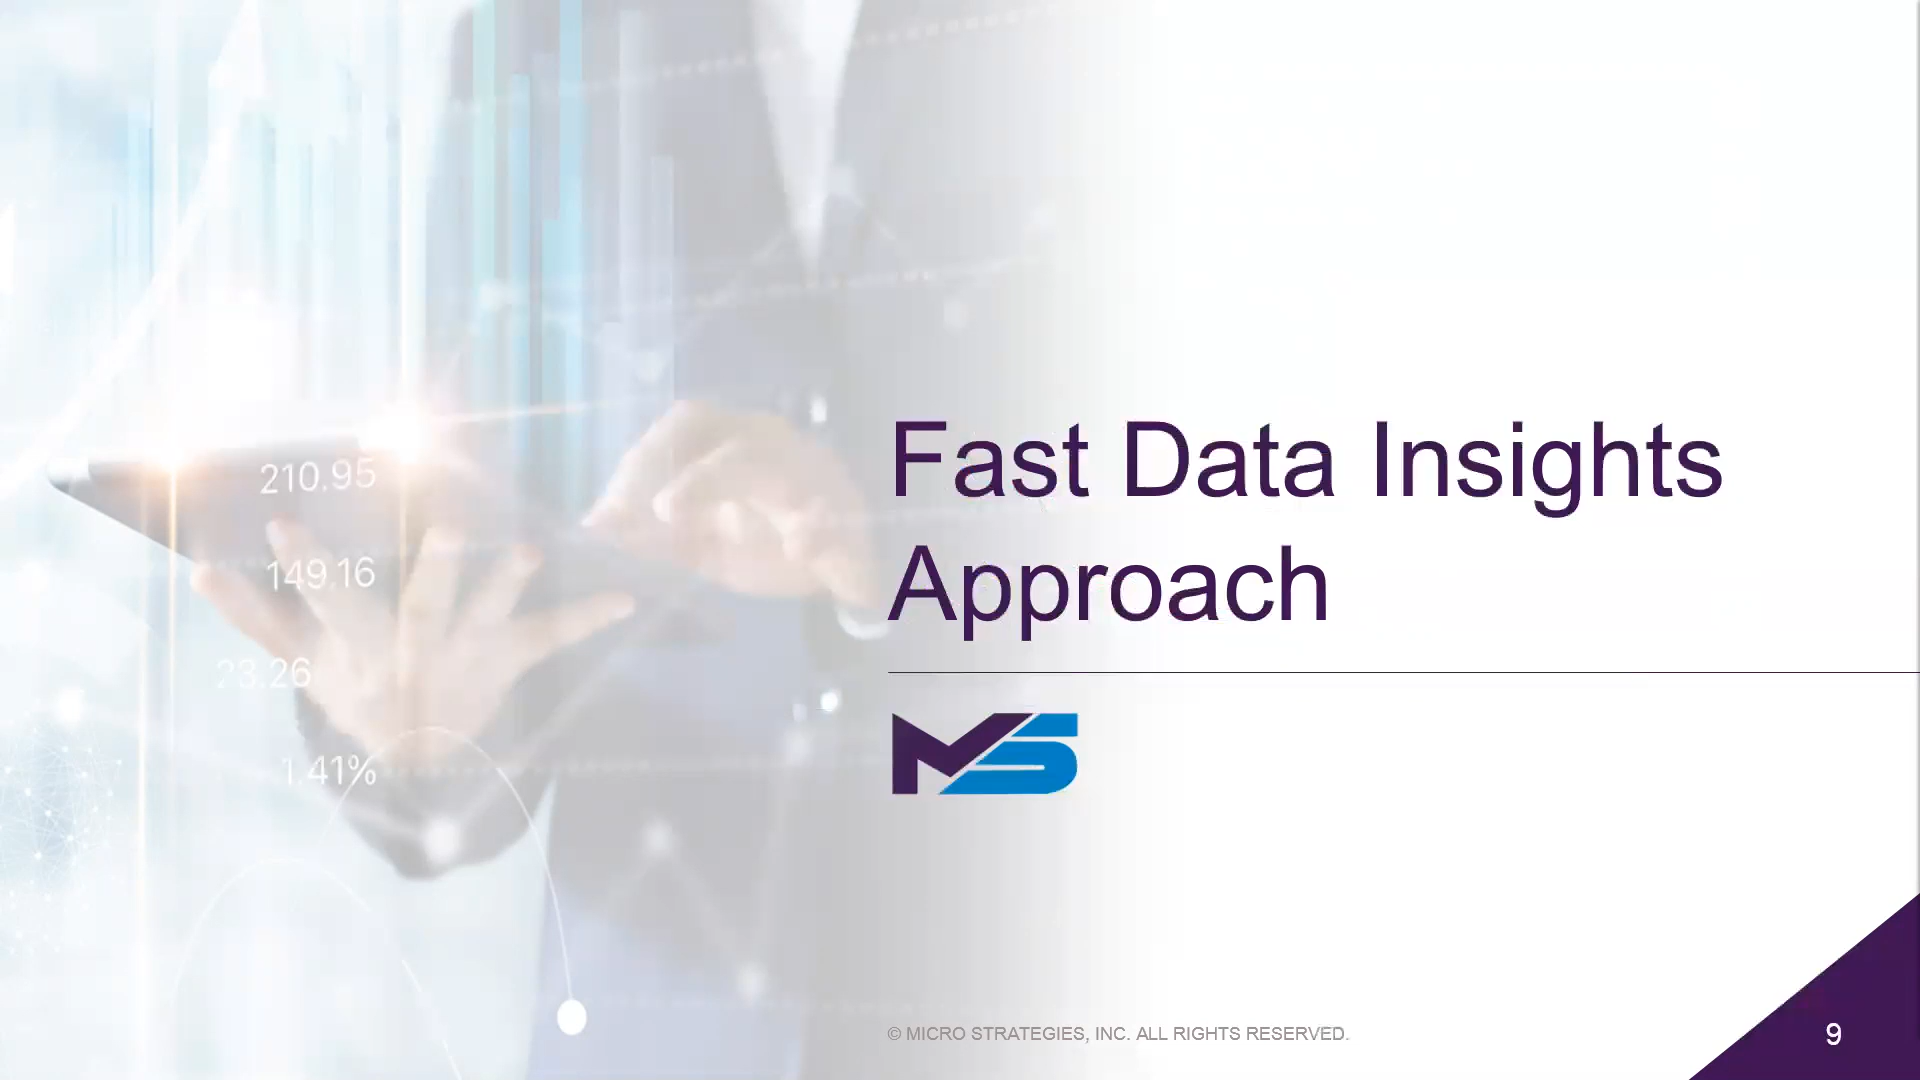 210.95
149.16
23.26
1.41%
Fast Data Insights
Approach
MS
© MICRO STRATEGIES, INC. ALL RIGHTS RESERVED.
9